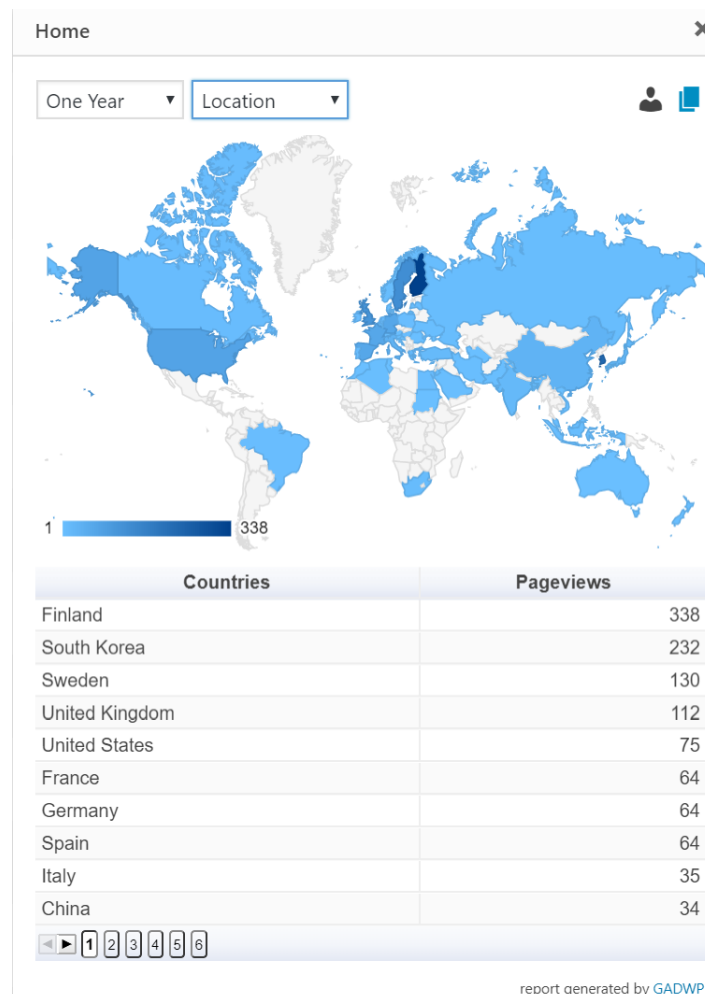 Home ×
One Year ▼ Location ▼
1 338
Countries Pageviews
Finland 338
South Korea 232
Sweden 130
United Kingdom 112
United States 75
France 64
Germany 64
Spain 64
Italy 35
China 34
◀ ▶ 1 2 3 4 5 6
report generated by GADWP